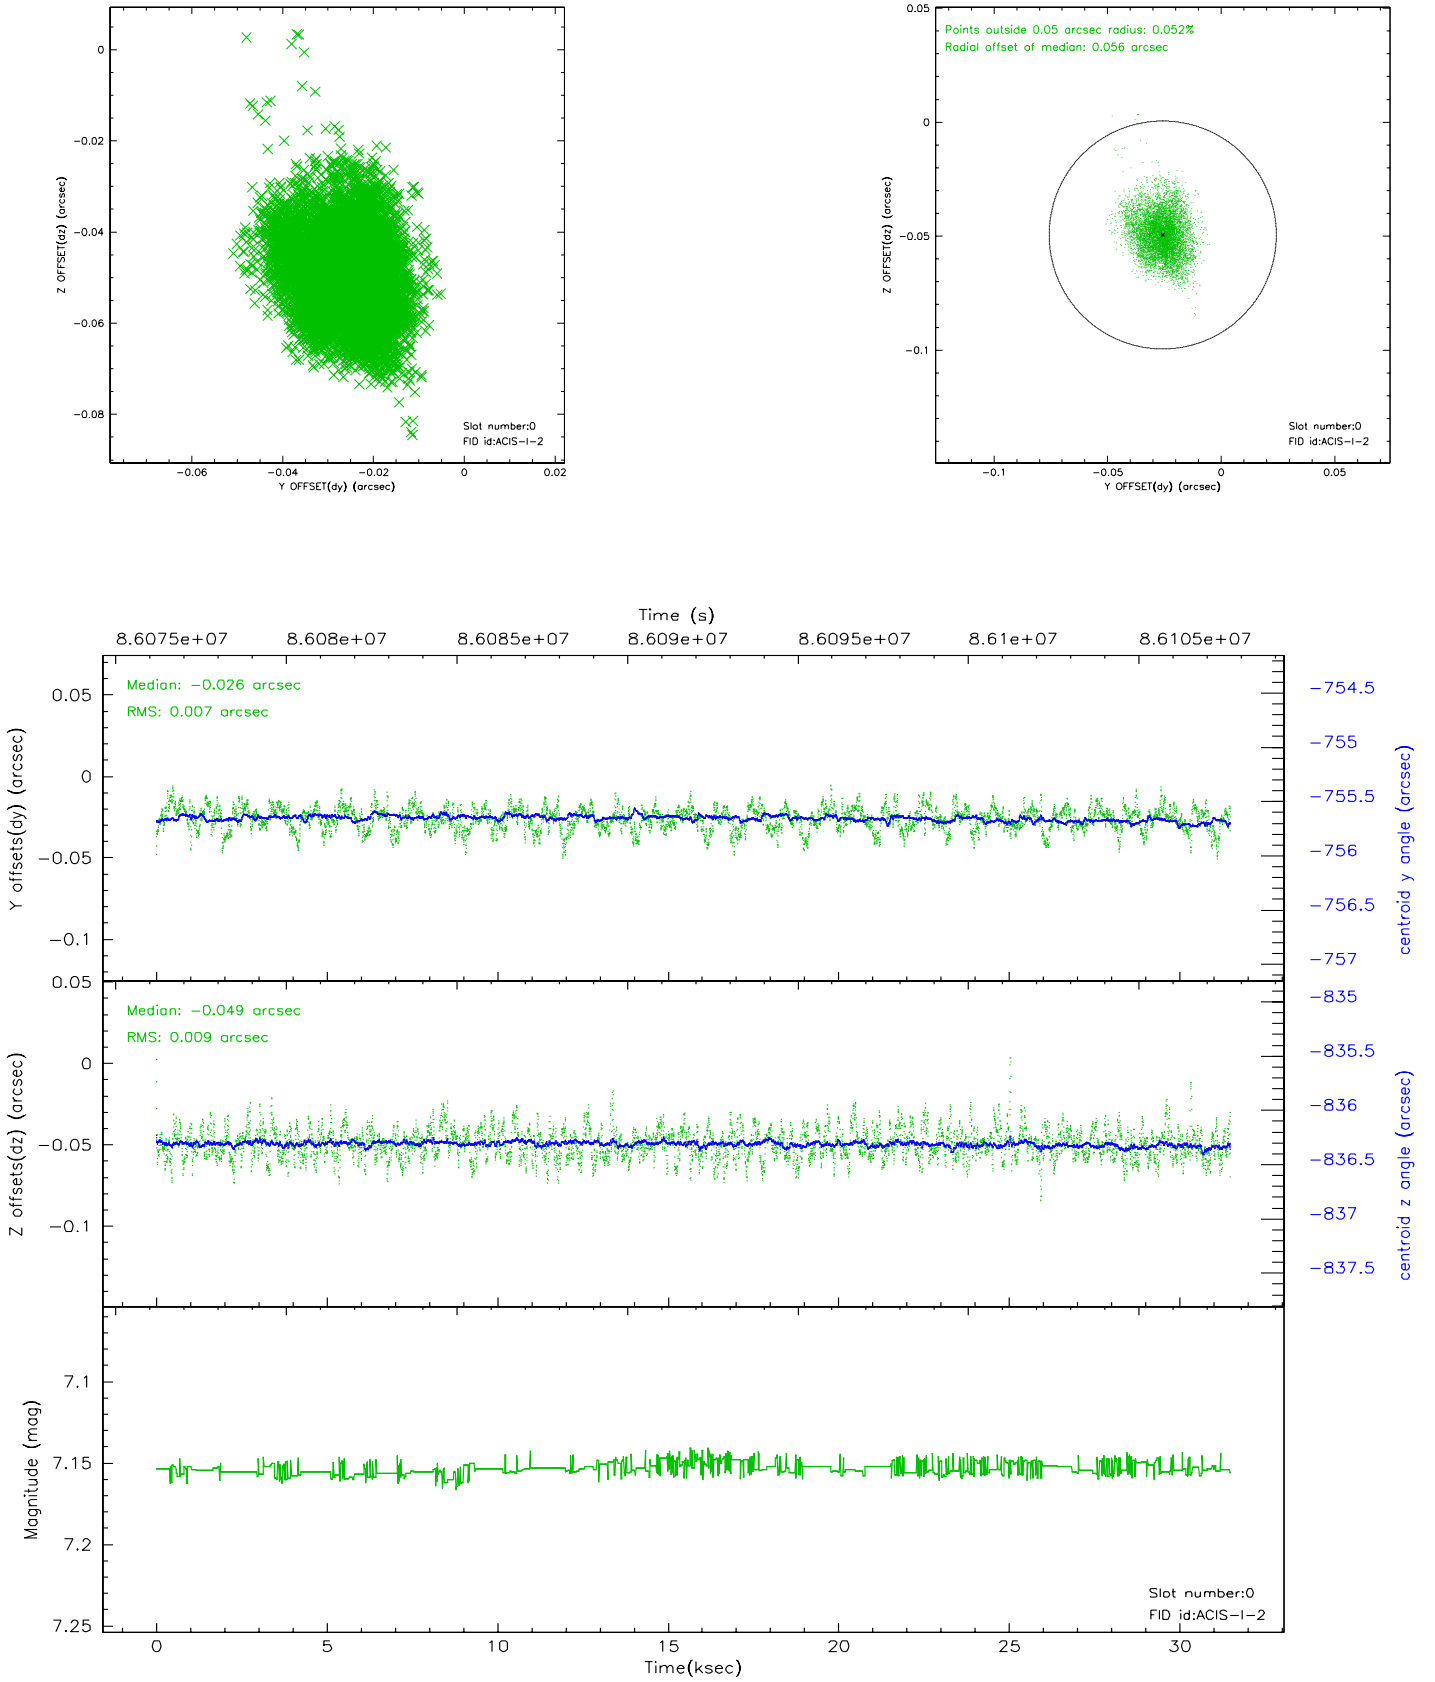 0
−0.02
−0.04
−0.06
−0.08
Z OFFSET(dz) (arcsec)
Slot number:0
FID id:ACIS−I−2
−0.06 −0.04 −0.02 0 0.02
Y OFFSET(dy) (arcsec)
0.05
0
−0.05
−0.1
Z OFFSET(dz) (arcsec)
Points outside 0.05 arcsec radius: 0.052%
Radial offset of median: 0.056 arcsec
Slot number:0
FID id:ACIS−I−2
−0.1 −0.05 0 0.05
Y OFFSET(dy) (arcsec)
Time (s)
8.6075e+07 8.608e+07 8.6085e+07 8.609e+07 8.6095e+07 8.61e+07 8.6105e+07
Median: −0.026 arcsec
RMS: 0.007 arcsec
0.05
0
−0.05
−0.1
Y offsets(dy) (arcsec)
−754.5
−755
−755.5
−756
−756.5
−757
centroid y angle (arcsec)
Median: −0.049 arcsec
RMS: 0.009 arcsec
0.05
0
−0.05
−0.1
Z offsets(dz) (arcsec)
−835
−835.5
−836
−836.5
−837
−837.5
centroid z angle (arcsec)
7.1
7.15
7.2
7.25
Magnitude (mag)
Slot number:0
FID id:ACIS−I−2
0 5 10 15 20 25 30
Time(ksec)